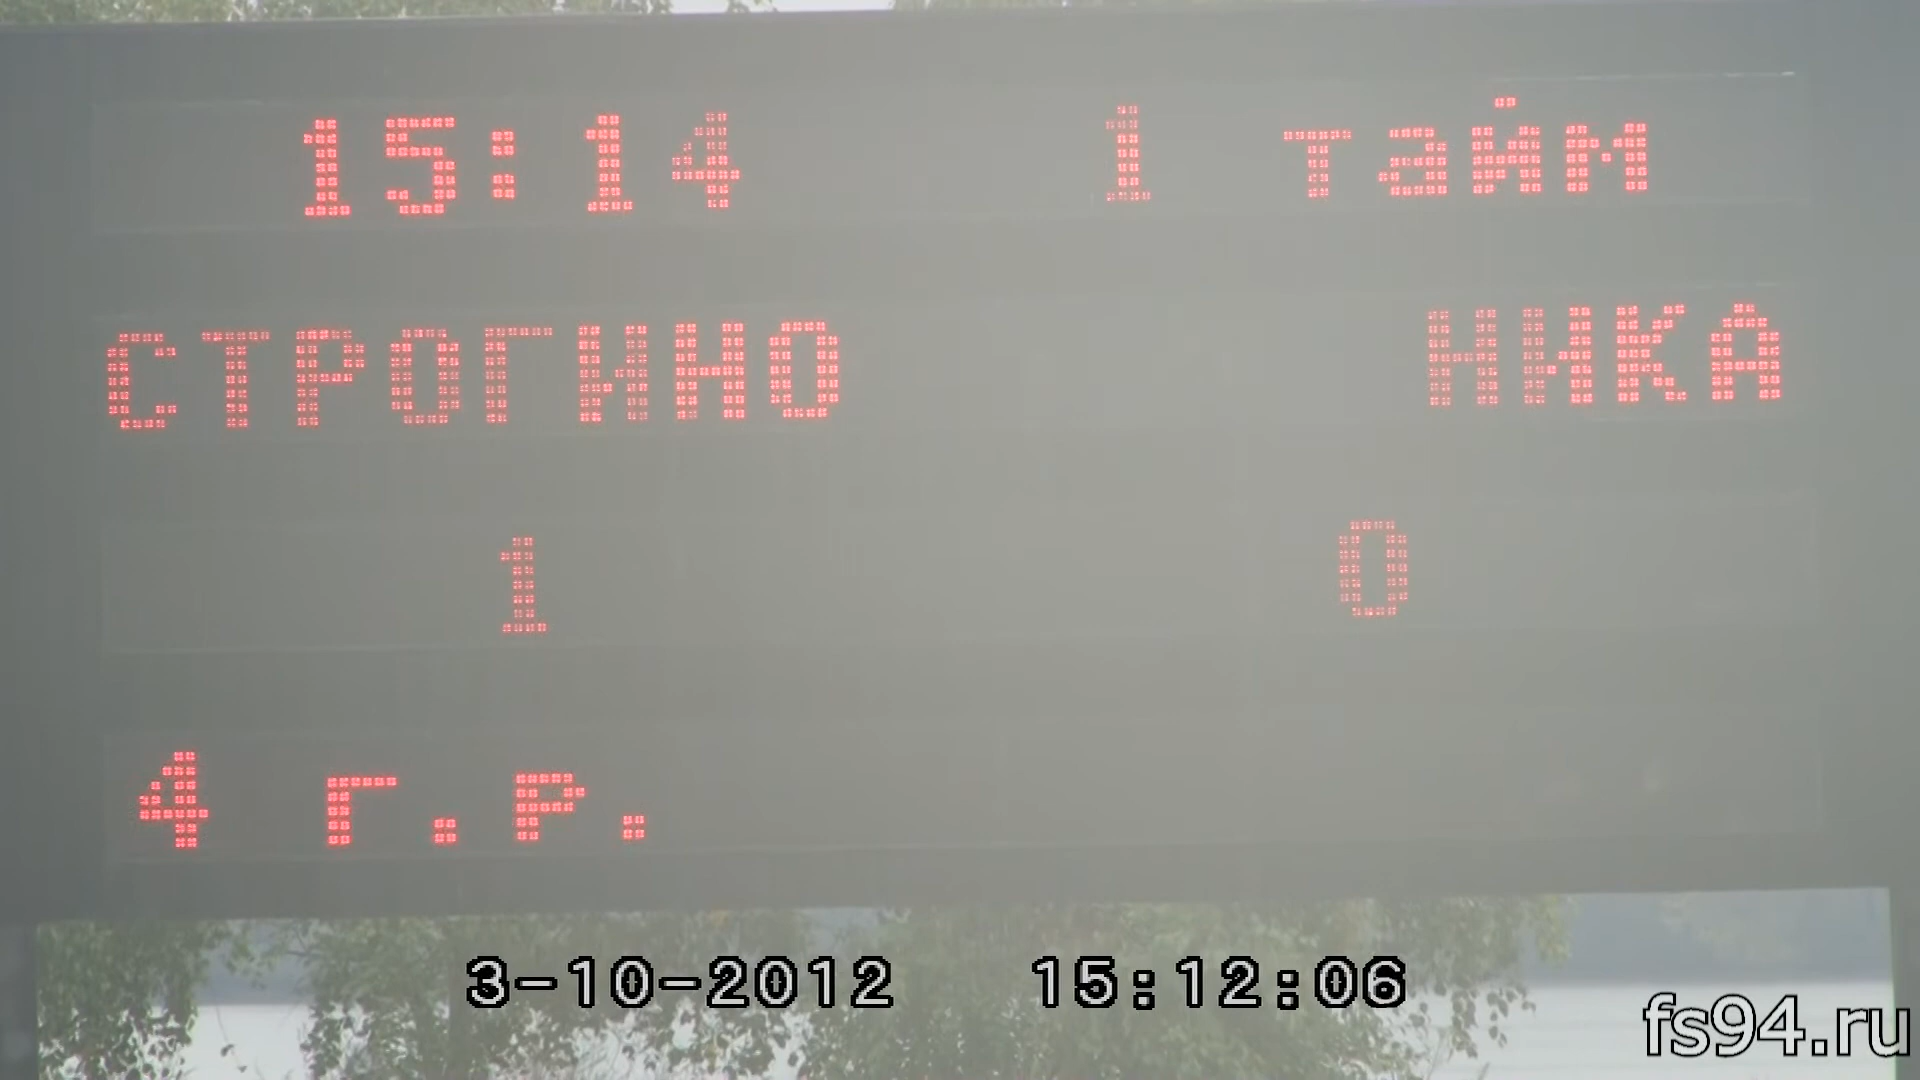 15:14 1 тайм
СТРОГИНО НИКА
1 0
4 г.р.
3-10-2012 15:12:06
fs94.ru